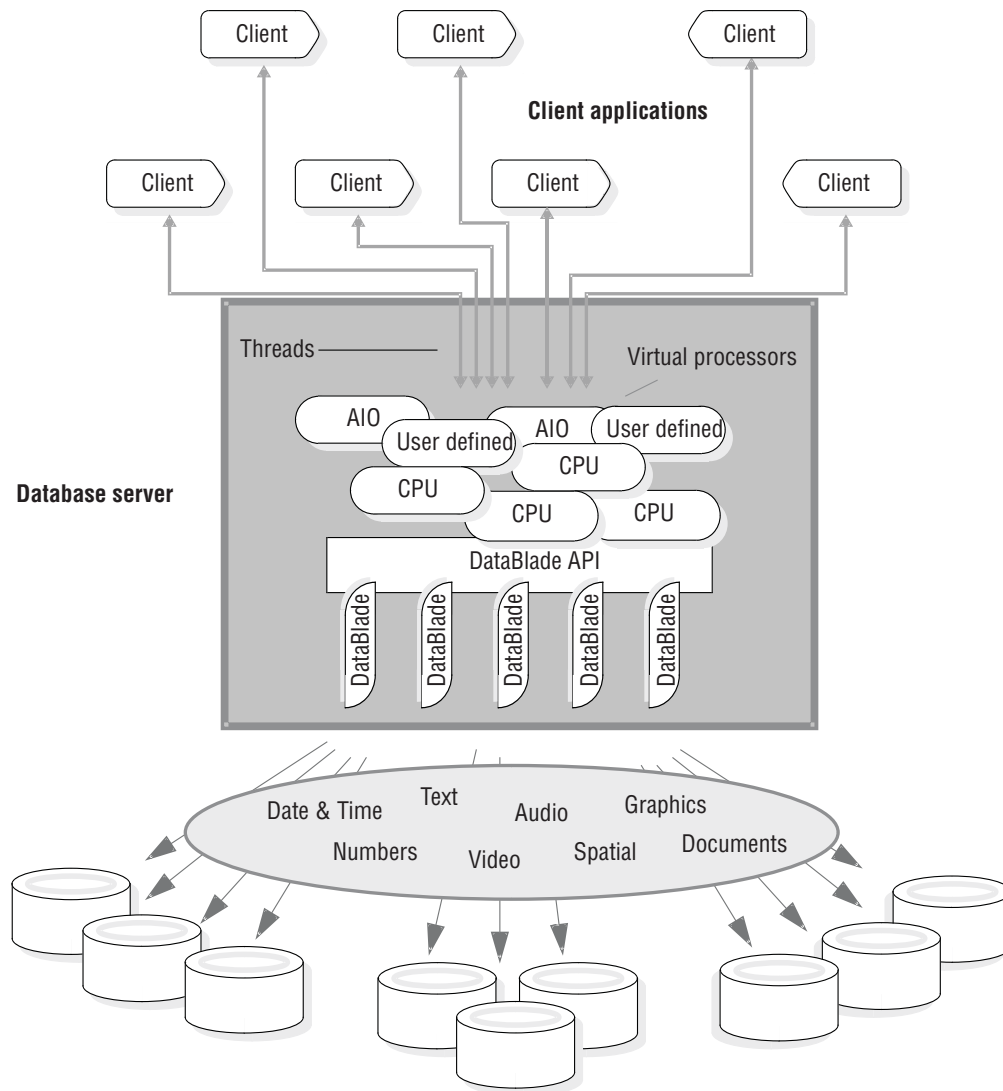 Client
Client
Client
Client applications
Client
Client
Client
Client
Threads
Virtual processors
AIO
User defined
AIO
User defined
CPU
CPU
CPU
CPU
Database server
DataBlade API
DataBlade
DataBlade
DataBlade
DataBlade
DataBlade
Date & Time
Text
Audio
Graphics
Numbers
Video
Spatial
Documents